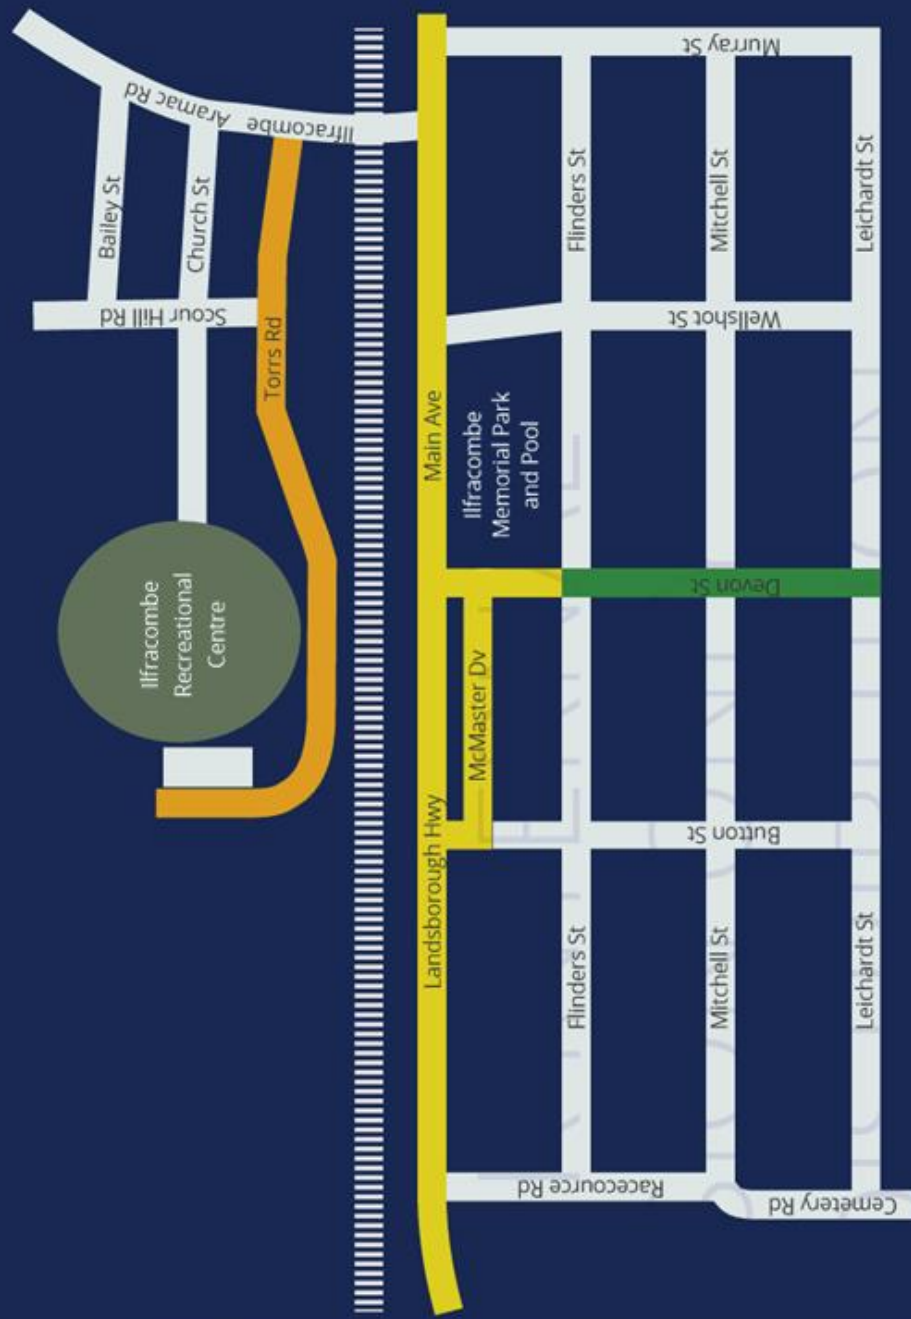 Bailey St
Ilfracombe Aramac Rd
Church St
Scour Hill Rd
Torrs Rd
Ilfracombe
Recreational
Centre
Landsborough Hwy
Main Ave
McMaster Dv
Ilfracombe
Memorial Park
and Pool
Flinders St
Flinders St
Mitchell St
Mitchell St
Leichardt St
Leichardt St
Racecource Rd
Cemetery Rd
Button St
Devon St
Wellshot St
Murray St